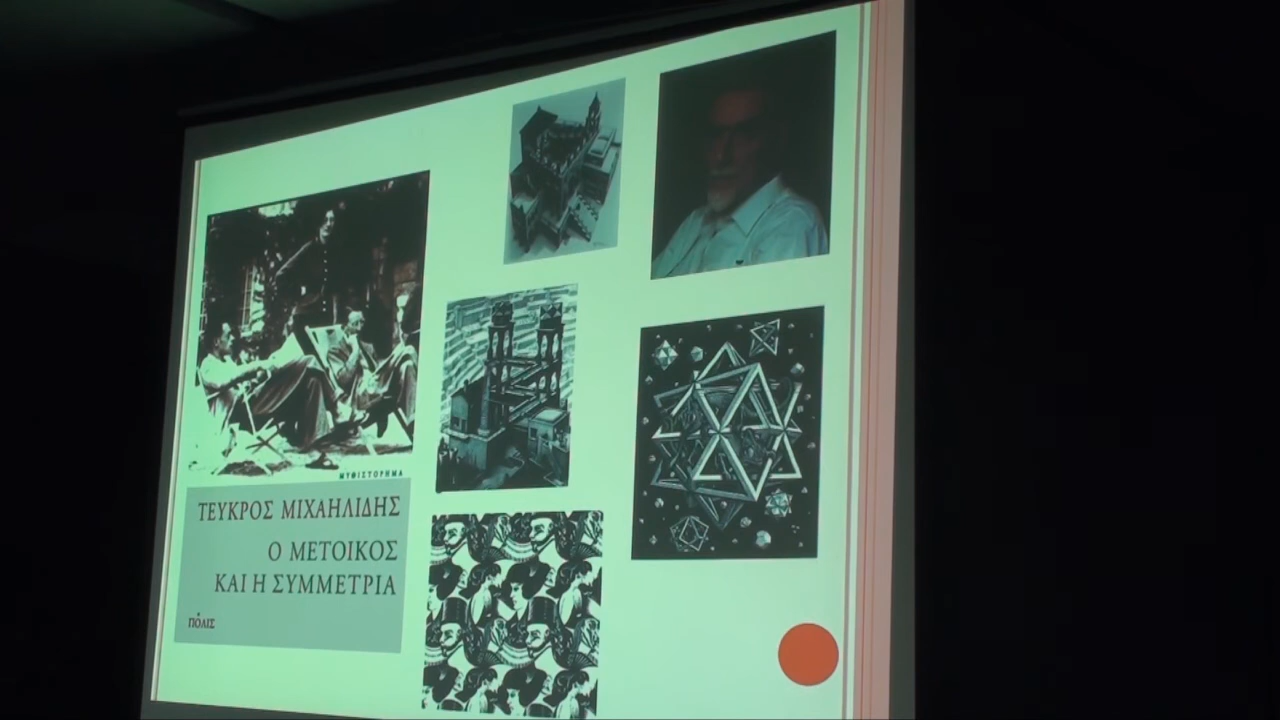 ΜΥΘΙΣΤΟΡΗΜΑ
ΤΕΥΚΡΟΣ ΜΙΧΑΗΛΙΔΗΣ
Ο ΜΕΤΟΙΚΟΣ
ΚΑΙ Η ΣΥΜΜΕΤΡΙΑ
ΠΟΛΙΣ